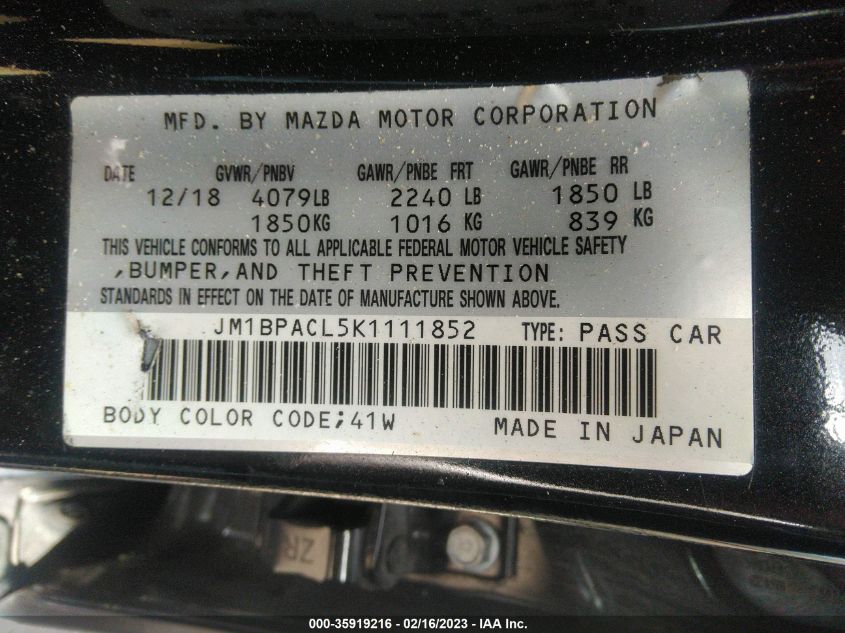 MFD. BY MAZDA MOTOR CORPORATION
DATE GVWR/PNBV GAWR/PNBE FRT GAWR/PNBE RR
12/18 4079LB 2240 LB 1850 LB
1850KG 1016 KG 839 KG
THIS VEHICLE CONFORMS TO ALL APPLICABLE FEDERAL MOTOR VEHICLE SAFETY
,BUMPER,AND THEFT PREVENTION
STANDARDS IN EFFECT ON THE DATE OF MANUFACTURE SHOWN ABOVE.
JM1BPACL5K1111852 TYPE: PASS CAR
BODY COLOR CODE;41W MADE IN JAPAN
ZR
000-35919216 - 02/16/2023 - IAA Inc.